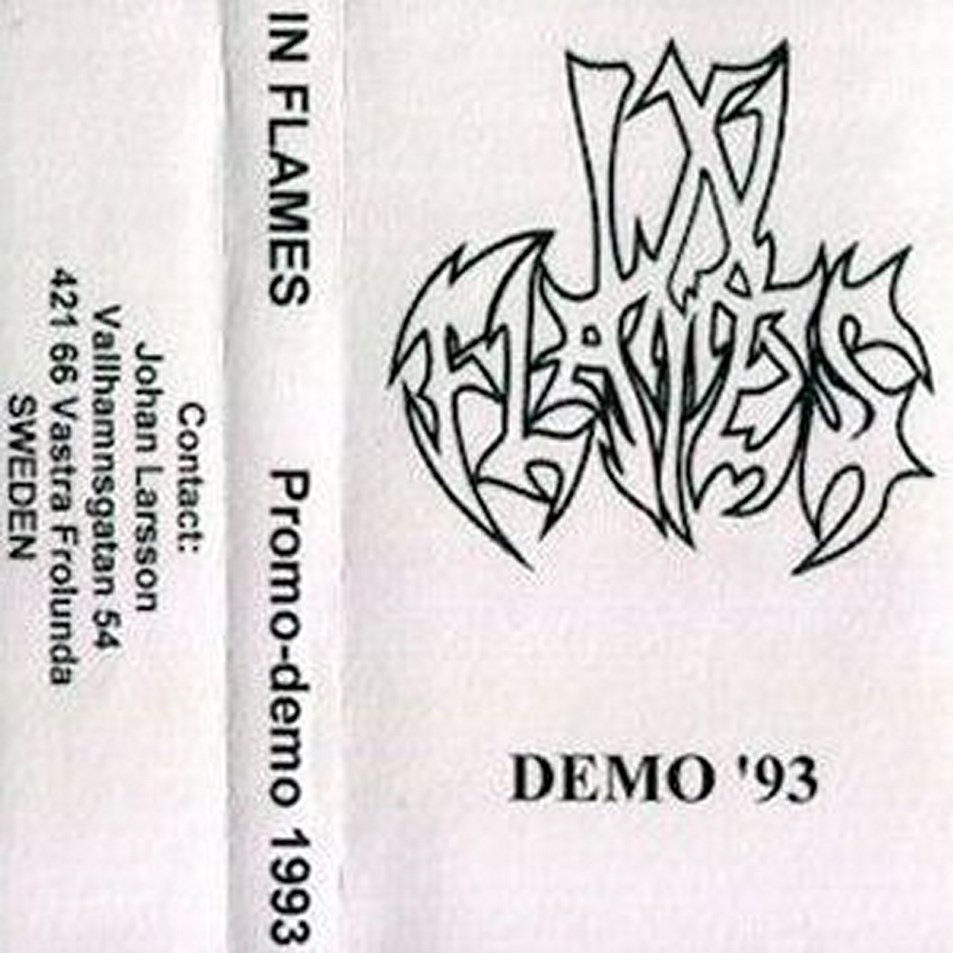 IN
FLAMES
DEMO '93
IN FLAMES Promo-demo 1993
Contact:
Johan Larsson
Vallhamnsgatan 54
421 66 Vastra Frolunda
SWEDEN